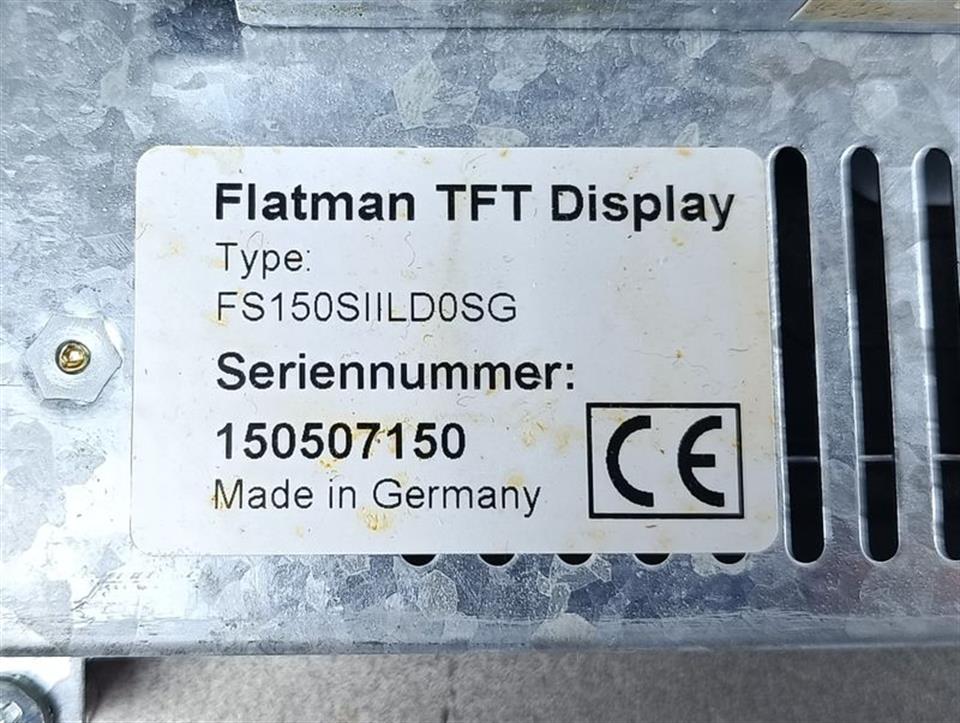 Flatman TFT Display
Type:
FS150SIILD0SG
Seriennummer:
150507150
Made in Germany
CE